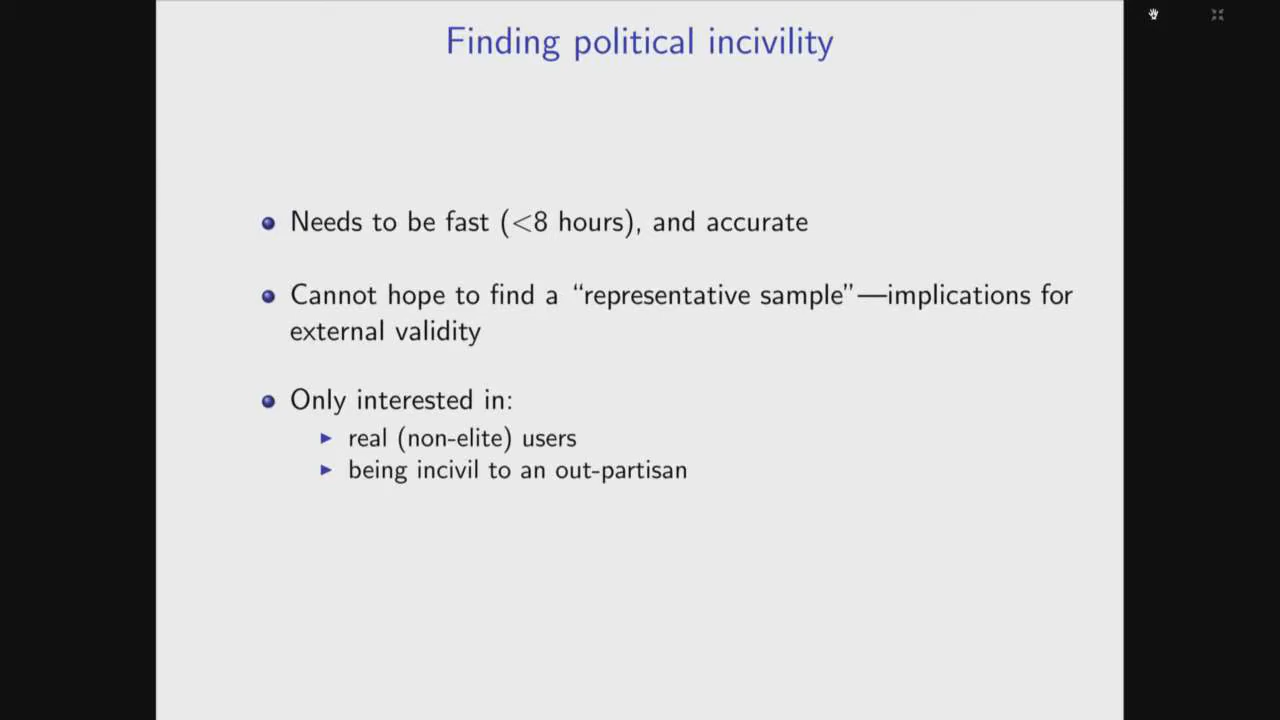 Finding political incivility
Needs to be fast (<8 hours), and accurate
Cannot hope to find a “representative sample”—implications for
external validity
Only interested in:
real (non-elite) users
being incivil to an out-partisan